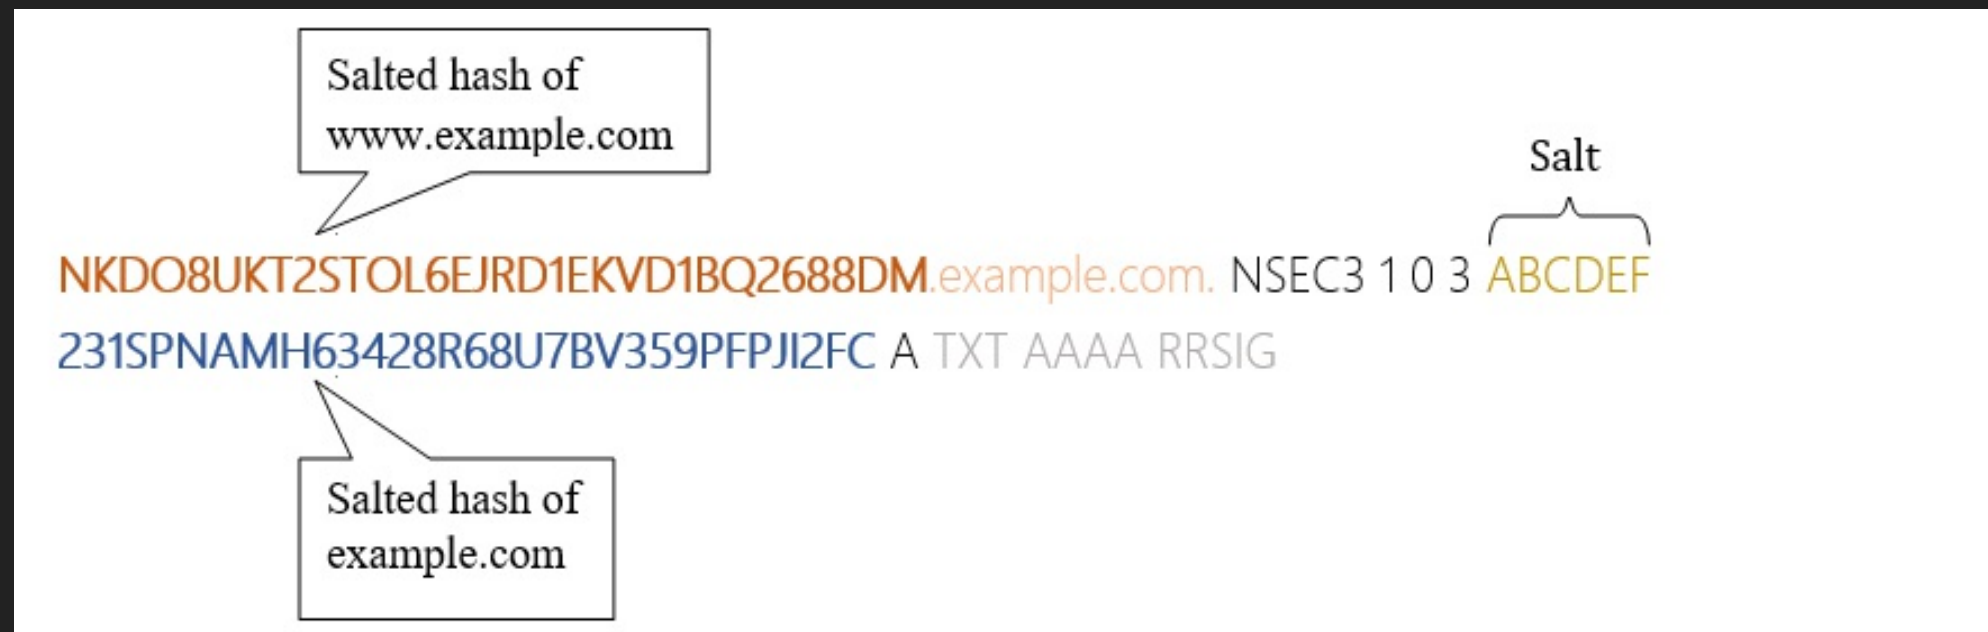 Salted hash of
www.example.com
Salt
NKDO8UKT2STOL6EJRD1EKVD1BQ2688DM.example.com. NSEC3 1 0 3 ABCDEF
231SPNAMH63428R68U7BV359PFPJI2FC A TXT AAAA RRSIG
Salted hash of
example.com